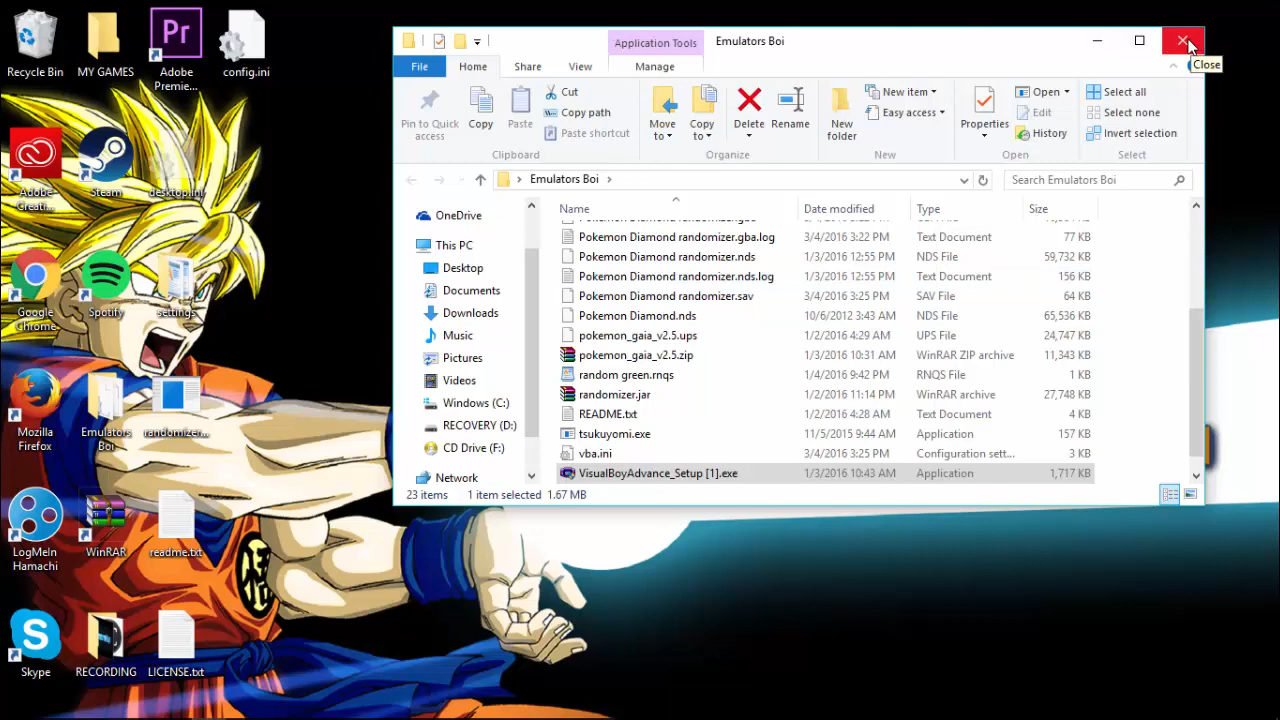 Recycle Bin
MY GAMES
Adobe
Premie...
config.ini
Adobe
Creati...
Steam
desktop.ini
Google
Chrome
Spotify
settings
Mozilla
Firefox
Emulators
Boi
randomizer...
LogMeIn
Hamachi
WinRAR
readme.txt
Skype
RECORDING
LICENSE.txt
Application Tools
Emulators Boi
Close
File
Home
Share
View
Manage
Pin to Quick
access
Copy
Paste
Cut
Copy path
Paste shortcut
Clipboard
Move
to
Copy
to
Delete
Rename
Organize
New
folder
New item
Easy access
New
Properties
Open
Edit
History
Open
Select all
Select none
Invert selection
Select
Emulators Boi
Search Emulators Boi
OneDrive
This PC
Desktop
Documents
Downloads
Music
Pictures
Videos
Windows (C:)
RECOVERY (D:)
CD Drive (F:)
Network
Name Date modified Type Size
Pokemon Diamond randomizer.gba.log 3/4/2016 3:22 PM Text Document 77 KB
Pokemon Diamond randomizer.nds 1/3/2016 12:55 PM NDS File 59,732 KB
Pokemon Diamond randomizer.nds.log 1/3/2016 12:55 PM Text Document 156 KB
Pokemon Diamond randomizer.sav 3/4/2016 3:25 PM SAV File 64 KB
Pokemon Diamond.nds 10/6/2012 3:43 AM NDS File 65,536 KB
pokemon_gaia_v2.5.ups 1/2/2016 4:29 AM UPS File 24,747 KB
pokemon_gaia_v2.5.zip 1/3/2016 10:31 AM WinRAR ZIP archive 11,343 KB
random green.rnqs 1/4/2016 9:42 PM RNQS File 1 KB
randomizer.jar 1/2/2016 11:14 PM WinRAR archive 27,748 KB
README.txt 1/2/2016 4:28 AM Text Document 4 KB
tsukuyomi.exe 11/5/2015 9:44 AM Application 157 KB
vba.ini 3/4/2016 3:25 PM Configuration sett... 3 KB
VisualBoyAdvance_Setup [1].exe 1/3/2016 10:43 AM Application 1,717 KB
23 items 1 item selected 1.67 MB